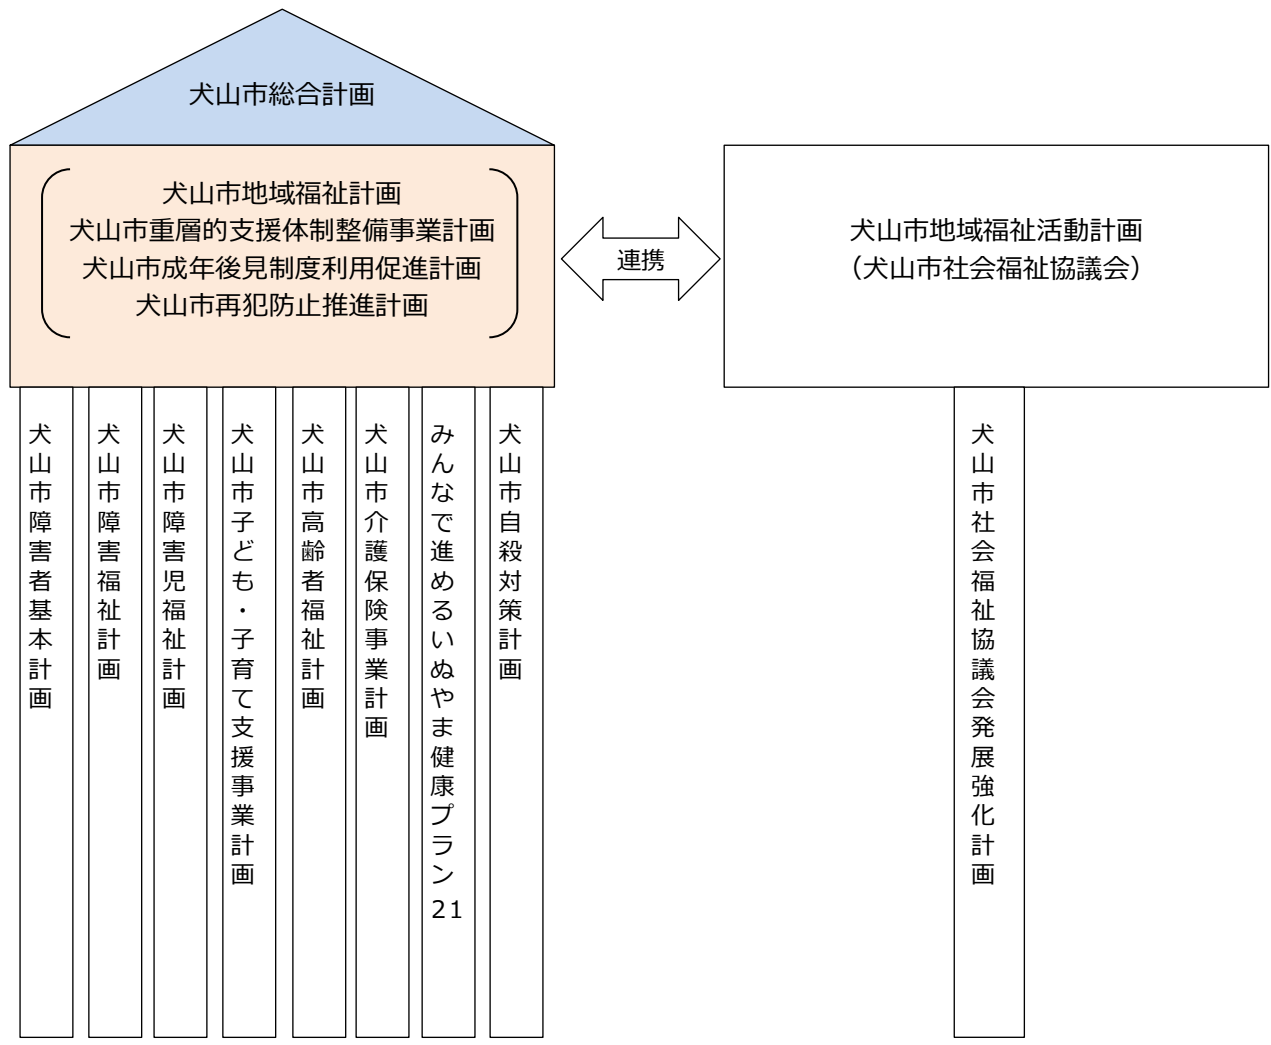 犬山市総合計画
犬山市地域福祉計画
犬山市重層的支援体制整備事業計画
犬山市成年後見制度利用促進計画
犬山市再犯防止推進計画
連携
犬山市地域福祉活動計画
（犬山市社会福祉協議会）
犬山市障害者基本計画
犬山市障害福祉計画
犬山市障害児福祉計画
犬山市子ども・子育て支援事業計画
犬山市高齢者福祉計画
犬山市介護保険事業計画
みんなで進めるいぬやま健康プラン21
犬山市自殺対策計画
犬山市社会福祉協議会発展強化計画